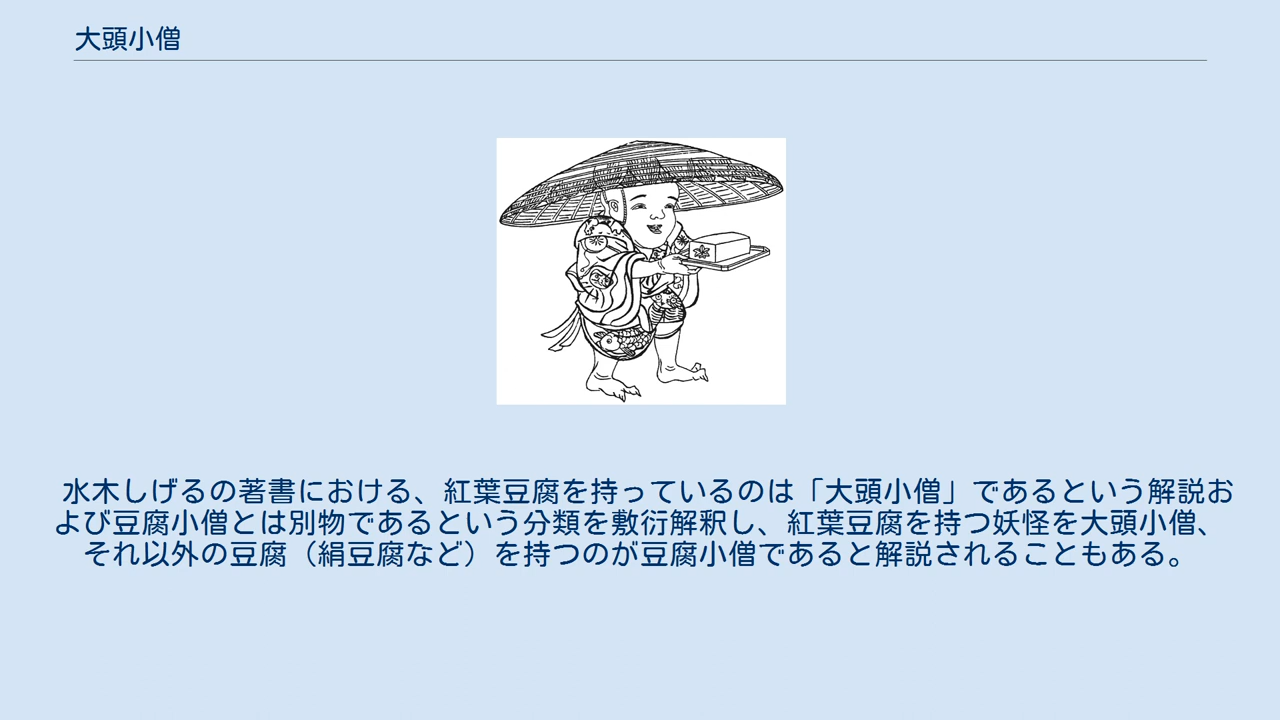 大頭小僧
水木しげるの著書における、紅葉豆腐を持っているのは「大頭小僧」であるという解説お
よび豆腐小僧とは別物であるという分類を敷衍解釈し、紅葉豆腐を持つ妖怪を大頭小僧、
それ以外の豆腐（絹豆腐など）を持つのが豆腐小僧であると解説されることもある。